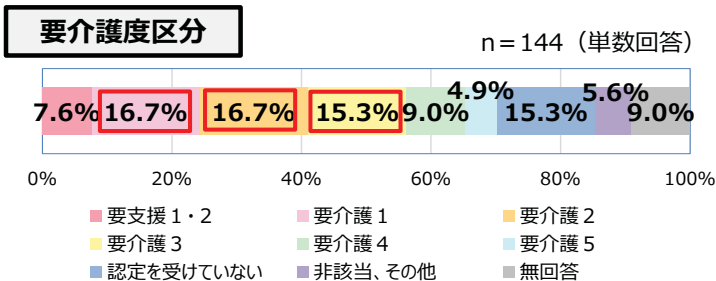 要介護度区分
n＝144（単数回答）
7.6% 16.7% 16.7% 15.3% 9.0% 4.9% 15.3% 5.6% 9.0%
0% 20% 40% 60% 80% 100%
要支援１・２ 要介護１ 要介護２
要介護３ 要介護４ 要介護５
認定を受けていない 非該当、その他 無回答